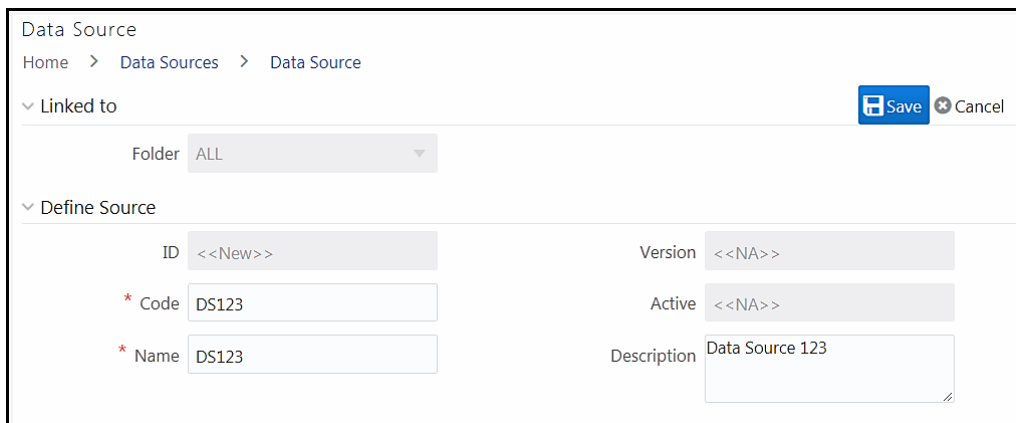 Data Source
Home > Data Sources > Data Source
Linked to
Save Cancel
Folder ALL
Define Source
ID <<New>> Version <<NA>>
* Code DS123 Active <<NA>>
* Name DS123 Description Data Source 123